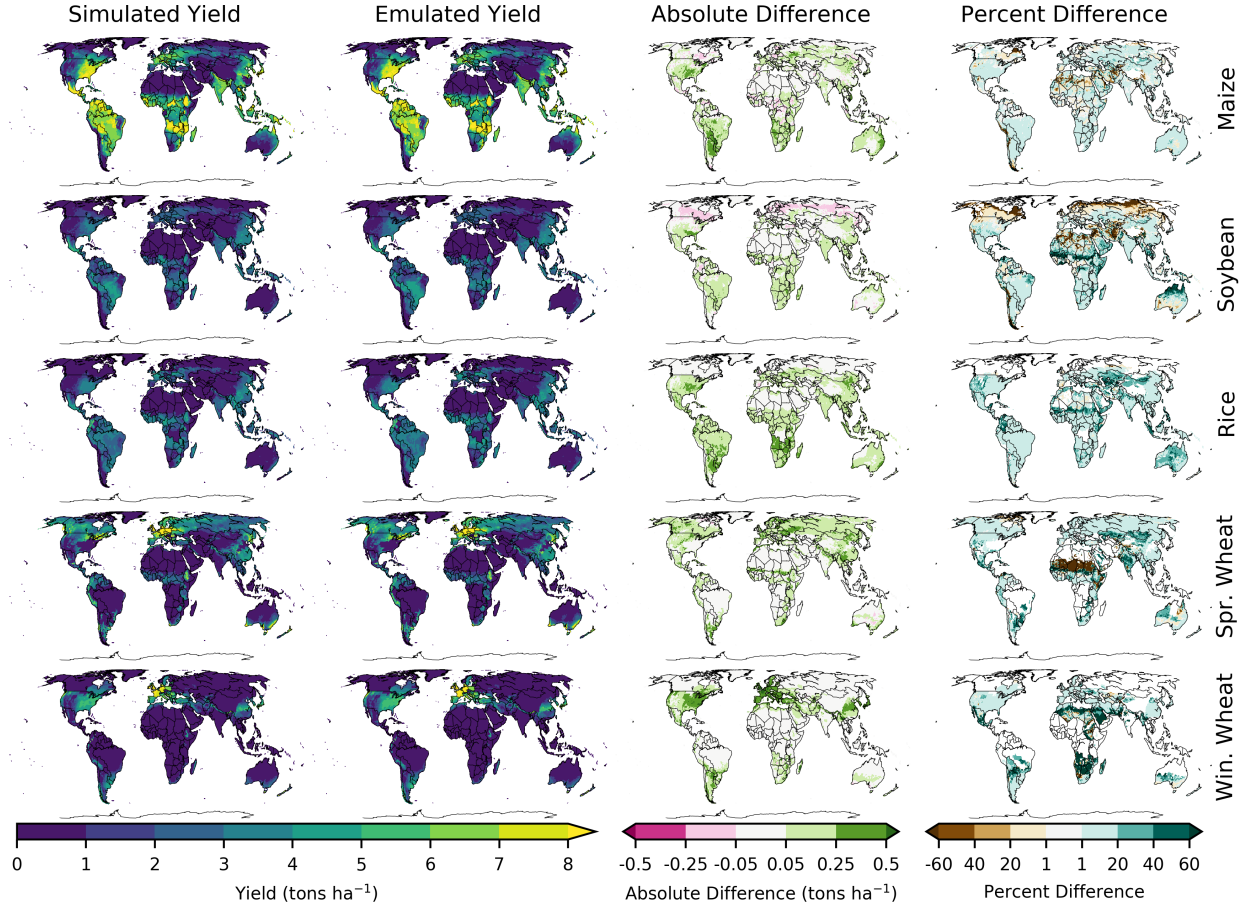 Simulated Yield
Emulated Yield
Absolute Difference
Percent Difference
Maize
Soybean
Rice
Spr. Wheat
Win. Wheat
0 1 2 3 4 5 6 7 8
Yield (tons ha⁻¹)
-0.5 -0.25 -0.05 0.05 0.25 0.5
Absolute Difference (tons ha⁻¹)
-60 40 20 1 1 20 40 60
Percent Difference